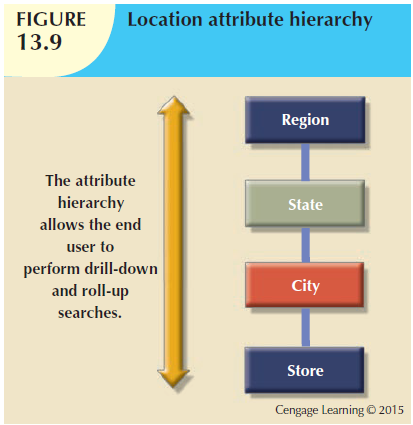 FIGURE
13.9
Location attribute hierarchy
The attribute
hierarchy
allows the end
user to
perform drill-down
and roll-up
searches.
Region
State
City
Store
Cengage Learning © 2015